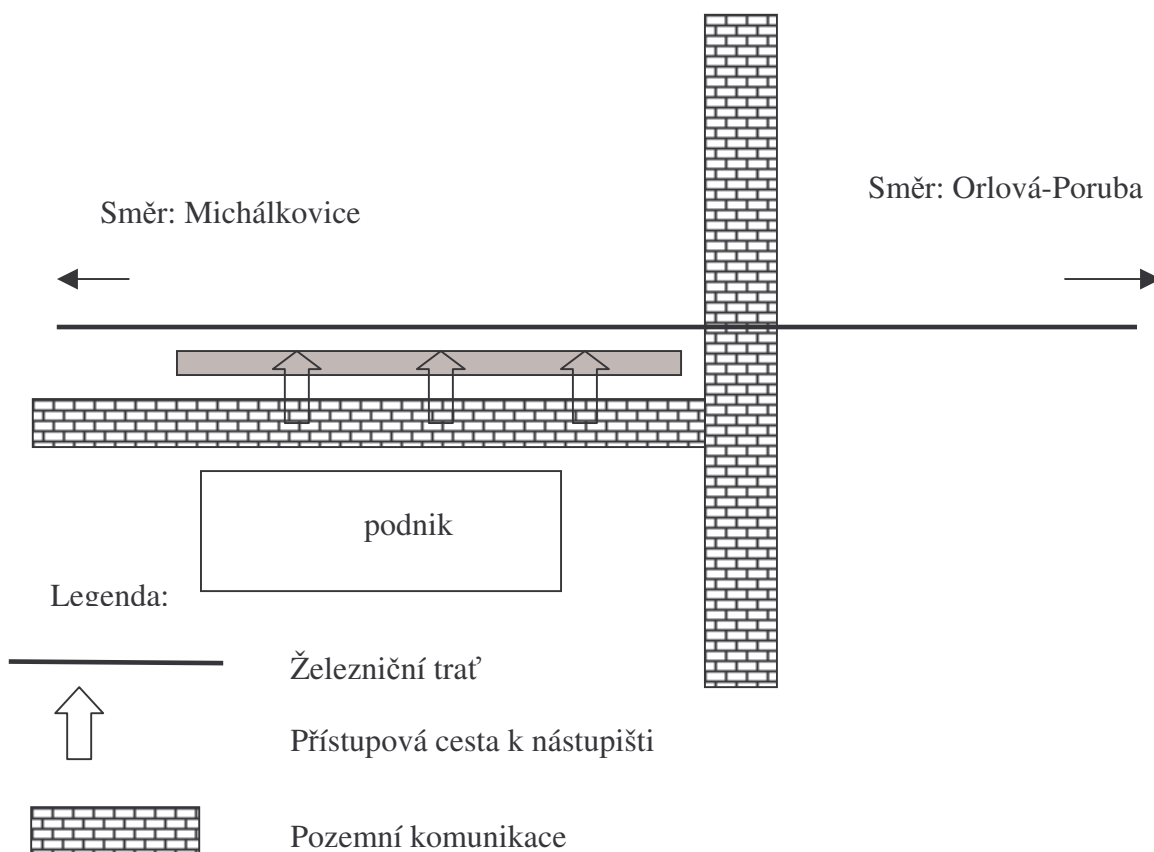 Směr: Orlová-Poruba
Směr: Michálkovice
podnik
Legenda:
Železniční trať
Přístupová cesta k nástupišti
Pozemní komunikace